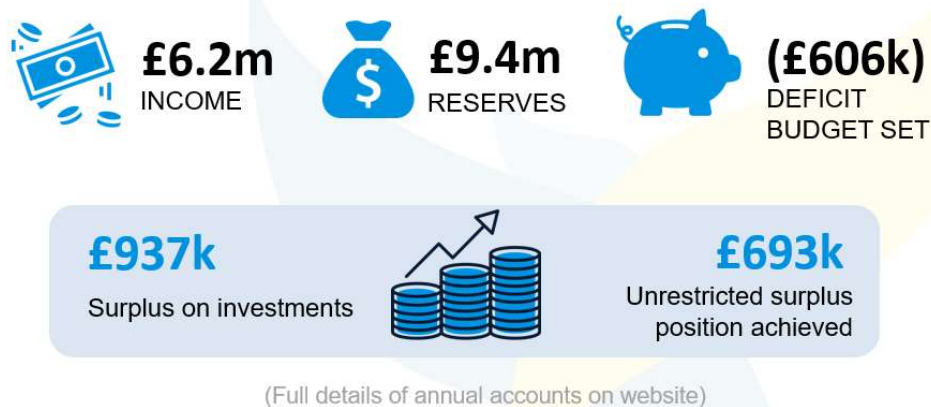 £6.2m
INCOME
$
£9.4m
RESERVES
(£606k)
DEFICIT
BUDGET SET
£937k
Surplus on investments
£693k
Unrestricted surplus
position achieved
(Full details of annual accounts on website)